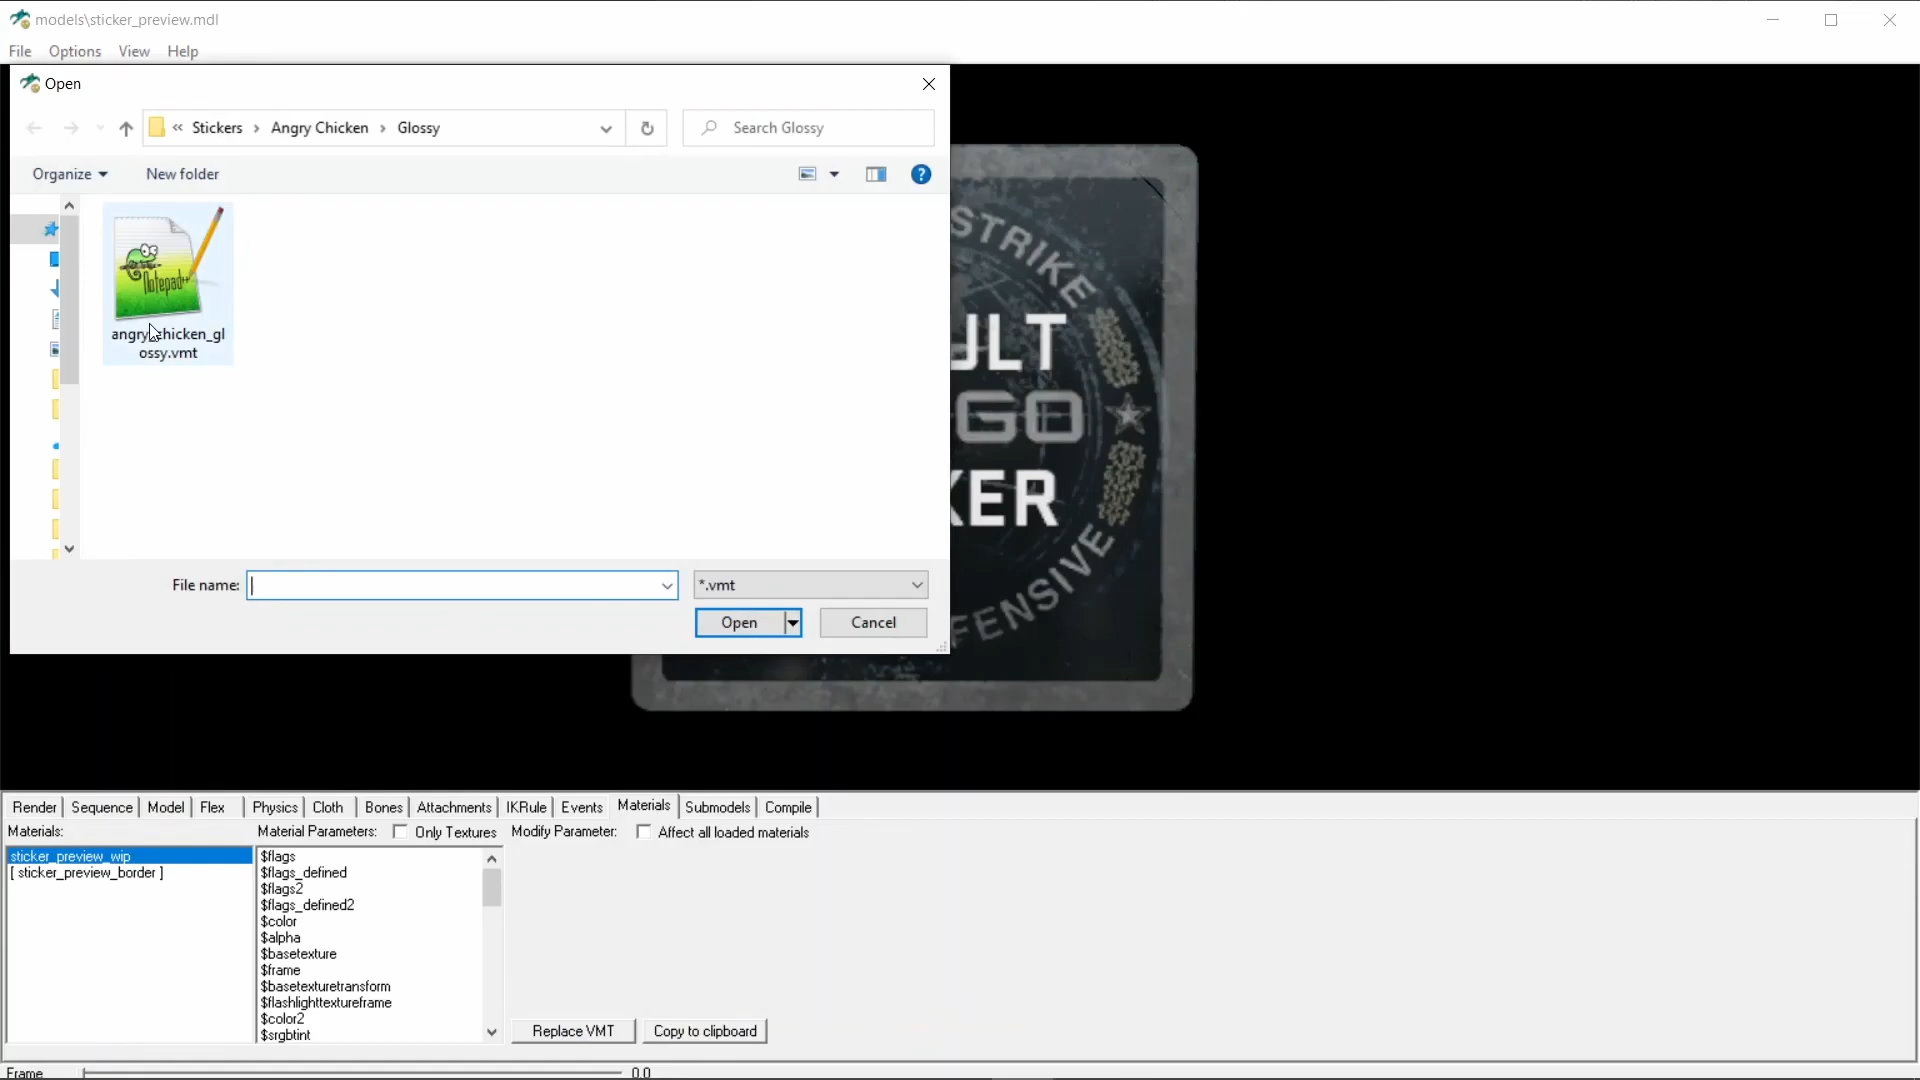 models\sticker_preview.mdl
File Options View Help
Open
« Stickers › Angry Chicken › Glossy
Search Glossy
Organize
New folder
Notepad++
angry_chicken_gl
ossy.vmt
File name:
*.vmt
Open
Cancel
STRIKE
ULT
GO
KER
FENSIVE
Render Sequence Model Flex Physics Cloth Bones Attachments IKRule Events Materials Submodels Compile
Materials: Material Parameters: Only Textures Modify Parameter: Affect all loaded materials
sticker_preview_wip
[ sticker_preview_border ]
$flags
$flags_defined
$flags2
$flags_defined2
$color
$alpha
$basetexture
$frame
$basetexturetransform
$flashlighttextureframe
$color2
$srgbtint
Replace VMT
Copy to clipboard
Frame 0.0